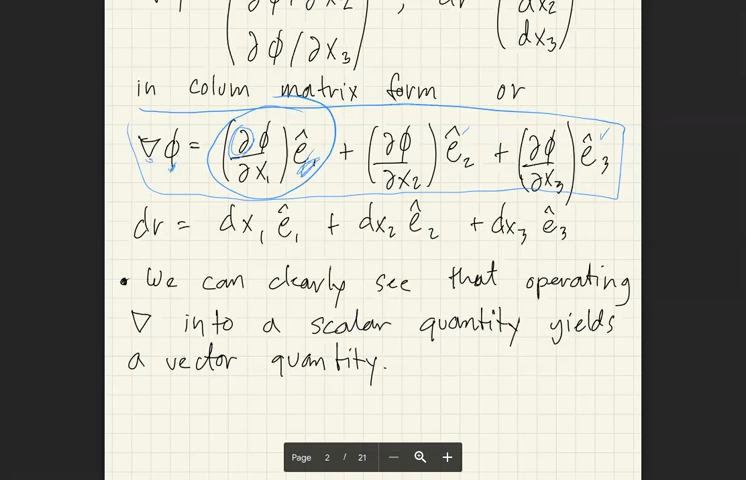 ∂φ/∂x₃ dx₂
dx₃
in colum matrix form or
∇φ = (∂φ/∂x₁) ê₁ + (∂φ/∂x₂) ê₂ + (∂φ/∂x₃) ê₃
dr = dx₁ ê₁ + dx₂ ê₂ + dx₃ ê₃
• We can clearly see that operating
∇ into a scalar quantity yields
a vector quantity.
Page 2 / 21